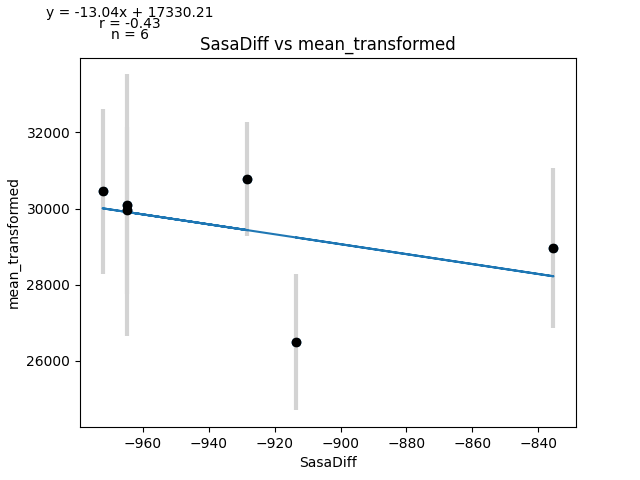 y = -13.04x + 17330.21
r = -0.43
n = 6
SasaDiff vs mean_transformed
mean_transformed
32000
30000
28000
26000
−960
−940
−920
−900
−880
−860
−840
SasaDiff